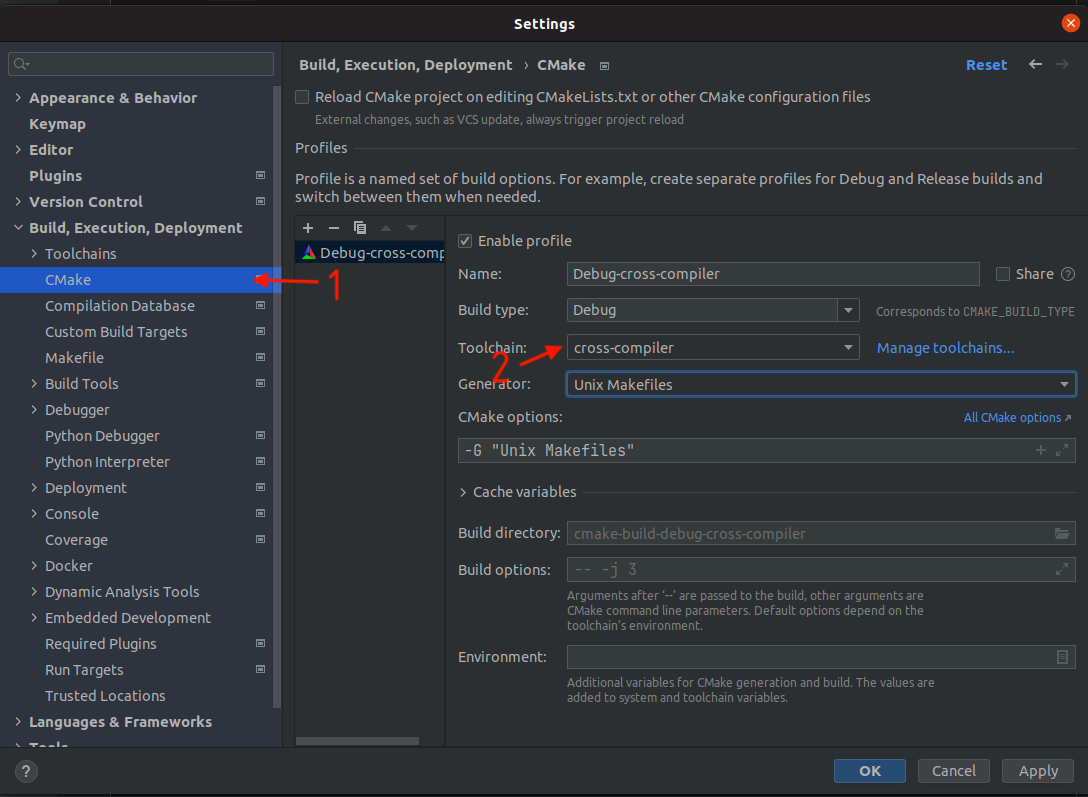 Settings
Appearance & Behavior
Keymap
Editor
Plugins
Version Control
Build, Execution, Deployment
Toolchains
CMake
Compilation Database
Custom Build Targets
Makefile
Build Tools
Debugger
Python Debugger
Python Interpreter
Deployment
Console
Coverage
Docker
Dynamic Analysis Tools
Embedded Development
Required Plugins
Run Targets
Trusted Locations
Languages & Frameworks
Tools
Build, Execution, Deployment › CMake
Reset
Reload CMake project on editing CMakeLists.txt or other CMake configuration files
External changes, such as VCS update, always trigger project reload
Profiles
Profile is a named set of build options. For example, create separate profiles for Debug and Release builds and
switch between them when needed.
Debug-cross-comp
1
Enable profile
Name: Debug-cross-compiler Share ?
Build type: Debug Corresponds to CMAKE_BUILD_TYPE
Toolchain: cross-compiler Manage toolchains...
2
Generator: Unix Makefiles
CMake options: All CMake options ↗
-G "Unix Makefiles"
Cache variables
Build directory: cmake-build-debug-cross-compiler
Build options: -- -j 3
Arguments after ‘--’ are passed to the build, other arguments are
CMake command line parameters. Default options depend on the
toolchain’s environment.
Environment:
Additional variables for CMake generation and build. The values are
added to system and toolchain variables.
?
OK
Cancel
Apply